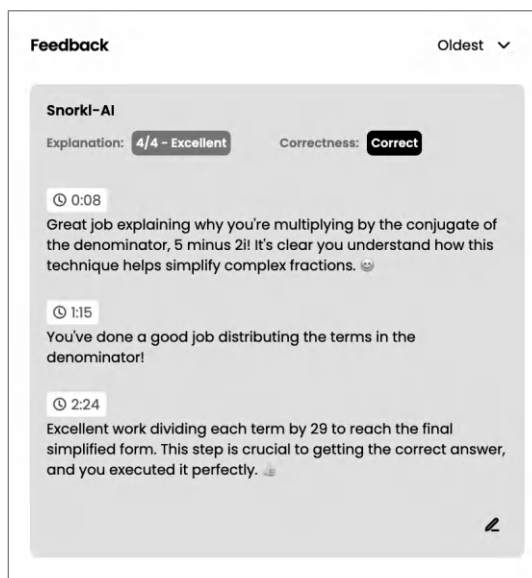 Feedback
Oldest
Snorkl-AI
Explanation: 4/4 - Excellent Correctness: Correct
0:08
Great job explaining why you're multiplying by the conjugate of
the denominator, 5 minus 2i! It's clear you understand how this
technique helps simplify complex fractions. 😀
1:15
You've done a good job distributing the terms in the
denominator!
2:24
Excellent work dividing each term by 29 to reach the final
simplified form. This step is crucial to getting the correct answer,
and you executed it perfectly. 👍